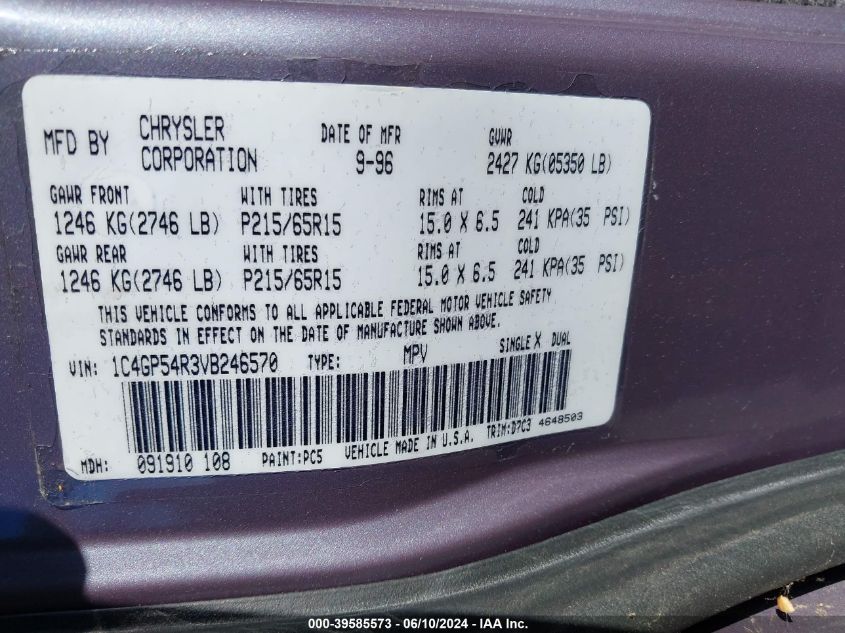 MFD BY CHRYSLER CORPORATION DATE OF MFR 9-96 GVWR 2427 KG(05350 LB)
GAWR FRONT WITH TIRES RIMS AT COLD
1246 KG(2746 LB) P215/65R15 15.0 X 6.5 241 KPA(35 PSI)
GAWR REAR WITH TIRES RIMS AT COLD
1246 KG(2746 LB) P215/65R15 15.0 X 6.5 241 KPA(35 PSI)
THIS VEHICLE CONFORMS TO ALL APPLICABLE FEDERAL MOTOR VEHICLE SAFETY
STANDARDS IN EFFECT ON THE DATE OF MANUFACTURE SHOWN ABOVE.
VIN: 1C4GP54R3VB246570 TYPE: MPV SINGLE X DUAL
MDH: 091910 108 PAINT:PC5 VEHICLE MADE IN U.S.A. TRIM:D7C3 4648503
000-39585573 - 06/10/2024 - IAA Inc.